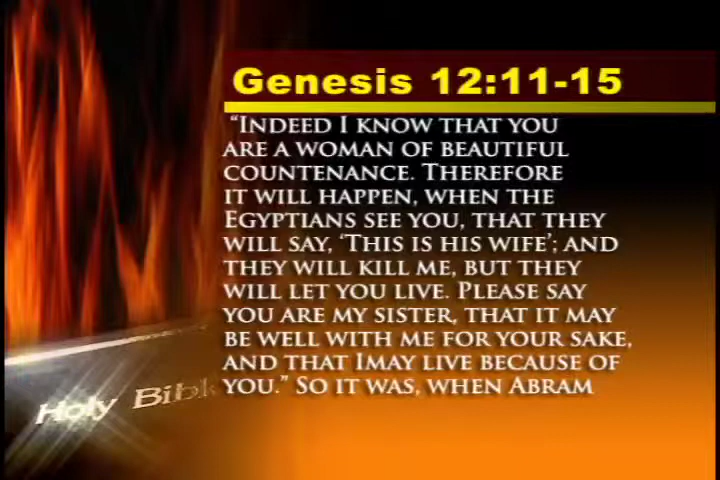 Genesis 12:11-15
“Indeed I know that you
are a woman of beautiful
countenance. Therefore
it will happen, when the
Egyptians see you, that they
will say, ‘This is his wife’; and
they will kill me, but they
will let you live. Please say
you are my sister, that it may
be well with me for your sake,
and that Imay live because of
you.” So it was, when Abram
Holy Bible